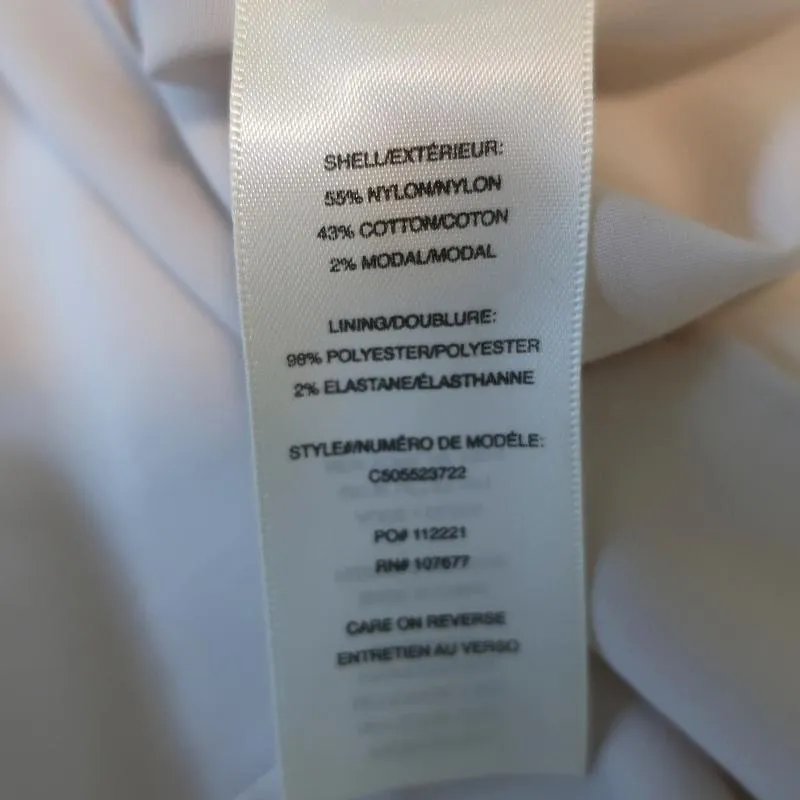 SHELL/EXTÉRIEUR:
55% NYLON/NYLON
43% COTTON/COTON
2% MODAL/MODAL
LINING/DOUBLURE:
98% POLYESTER/POLYESTER
2% ELASTANE/ÉLASTHANNE
STYLE#/NUMÉRO DE MODÉLE:
C505523722
PO# 112221
RN# 107677
CARE ON REVERSE
ENTRETIEN AU VERSO